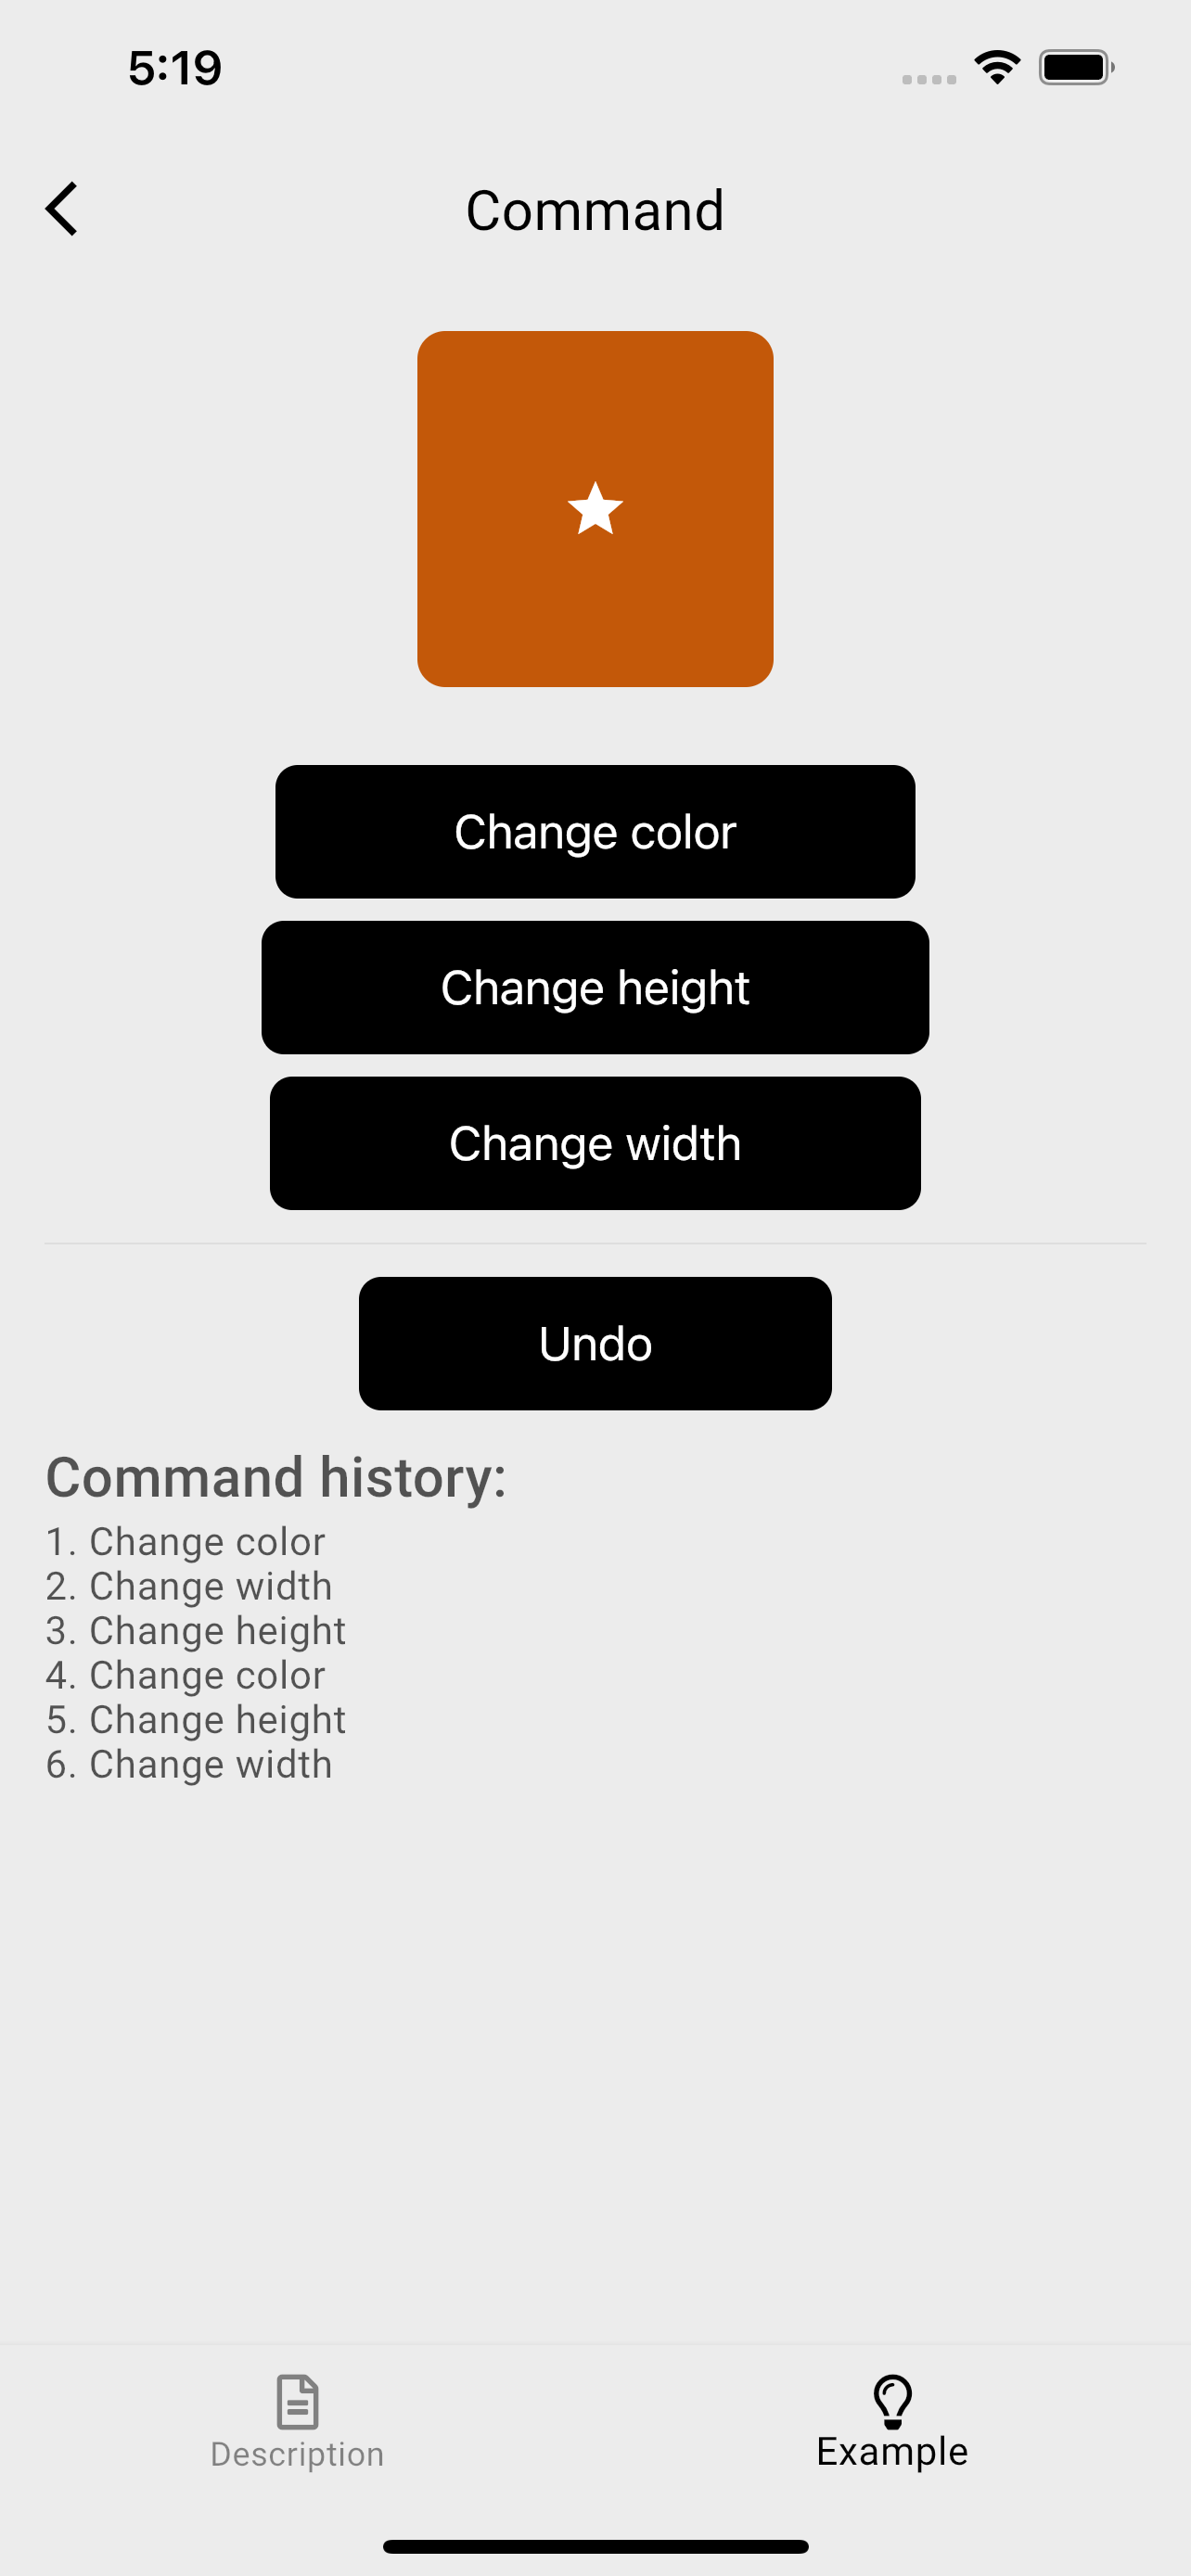 5:19
Command
Change color
Change height
Change width
Undo
Command history:
1. Change color
2. Change width
3. Change height
4. Change color
5. Change height
6. Change width
Description
Example